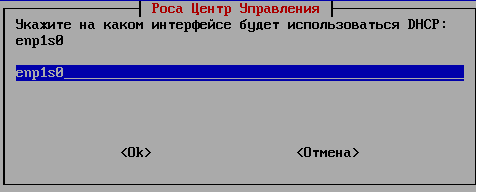 Роса Центр Управления
Укажите на каком интерфейсе будет использоваться DHCP:
enp1s0
enp1s0
<Ok> <Отмена>